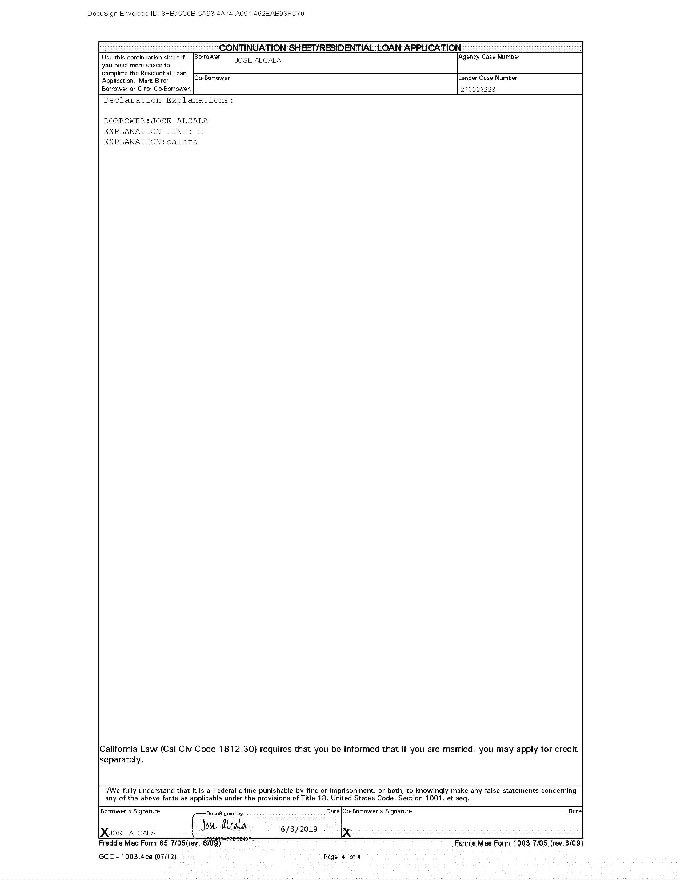 DocuSign Envelope ID:
CONTINUATION SHEET/RESIDENTIAL LOAN APPLICATION
Use this continuation sheet if
you need more space to
complete the Residential Loan
Application. Mark B for
Borrower or C for Co-Borrower.
Borrower
JOSE ALCALA
Agency Case Number
Co-Borrower
Lender Case Number
Declaration Explanations:
BORROWER:JOSE ALCALA
EXPLANATION
EXPLANATION:
California Law (Cal Civ Code 1812.30) requires that you be informed that if you are married, you may apply for credit
separately.
I/We fully understand that it is a Federal crime punishable by fine or imprisonment, or both, to knowingly make any false statements concerning
any of the above facts as applicable under the provisions of Title 18, United States Code, Section 1001, et seq.
Borrower's Signature
DocuSigned by:
Date
Co-Borrower's Signature
Date
X JOSE ALCALA
Jose Alcala
6/3/2019
X
Freddie Mac Form 65 7/05 (rev. 6/09)
Fannie Mae Form 1003 7/05 (rev.6/09)
GCC - 1003.4ca (07/12)
Page 4 of 4